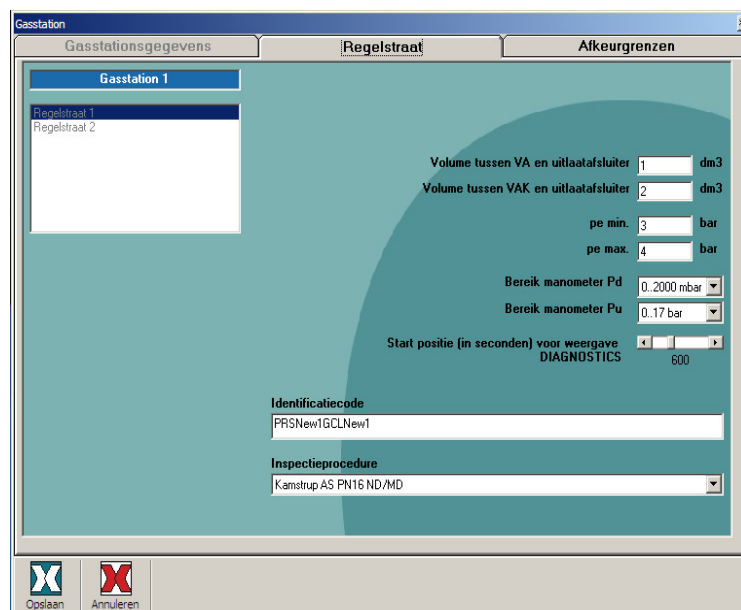 Gasstation
Gasstationsgegevens
Regelstraat
Afkeurgrenzen
Gasstation 1
Regelstraat 1
Regelstraat 2
Volume tussen VA en uitlaatafsluiter 1 dm3
Volume tussen VAK en uitlaatafsluiter 2 dm3
pe min. 3 bar
pe max. 4 bar
Bereik manometer Pd 0..2000 mbar
Bereik manometer Pu 0..17 bar
Start positie (in seconden) voor weergave
DIAGNOSTICS
600
Identificatiecode
PRSNew1GCLNew1
Inspectieprocedure
Kamstrup AS PN16 ND/MD
Opslaan
Annuleren